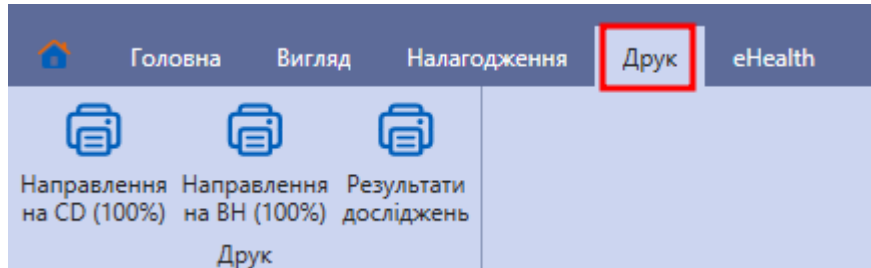 Головна Вигляд Налагодження Друк eHealth
Направлення Направлення Результати
на CD (100%) на ВН (100%) досліджень
Друк